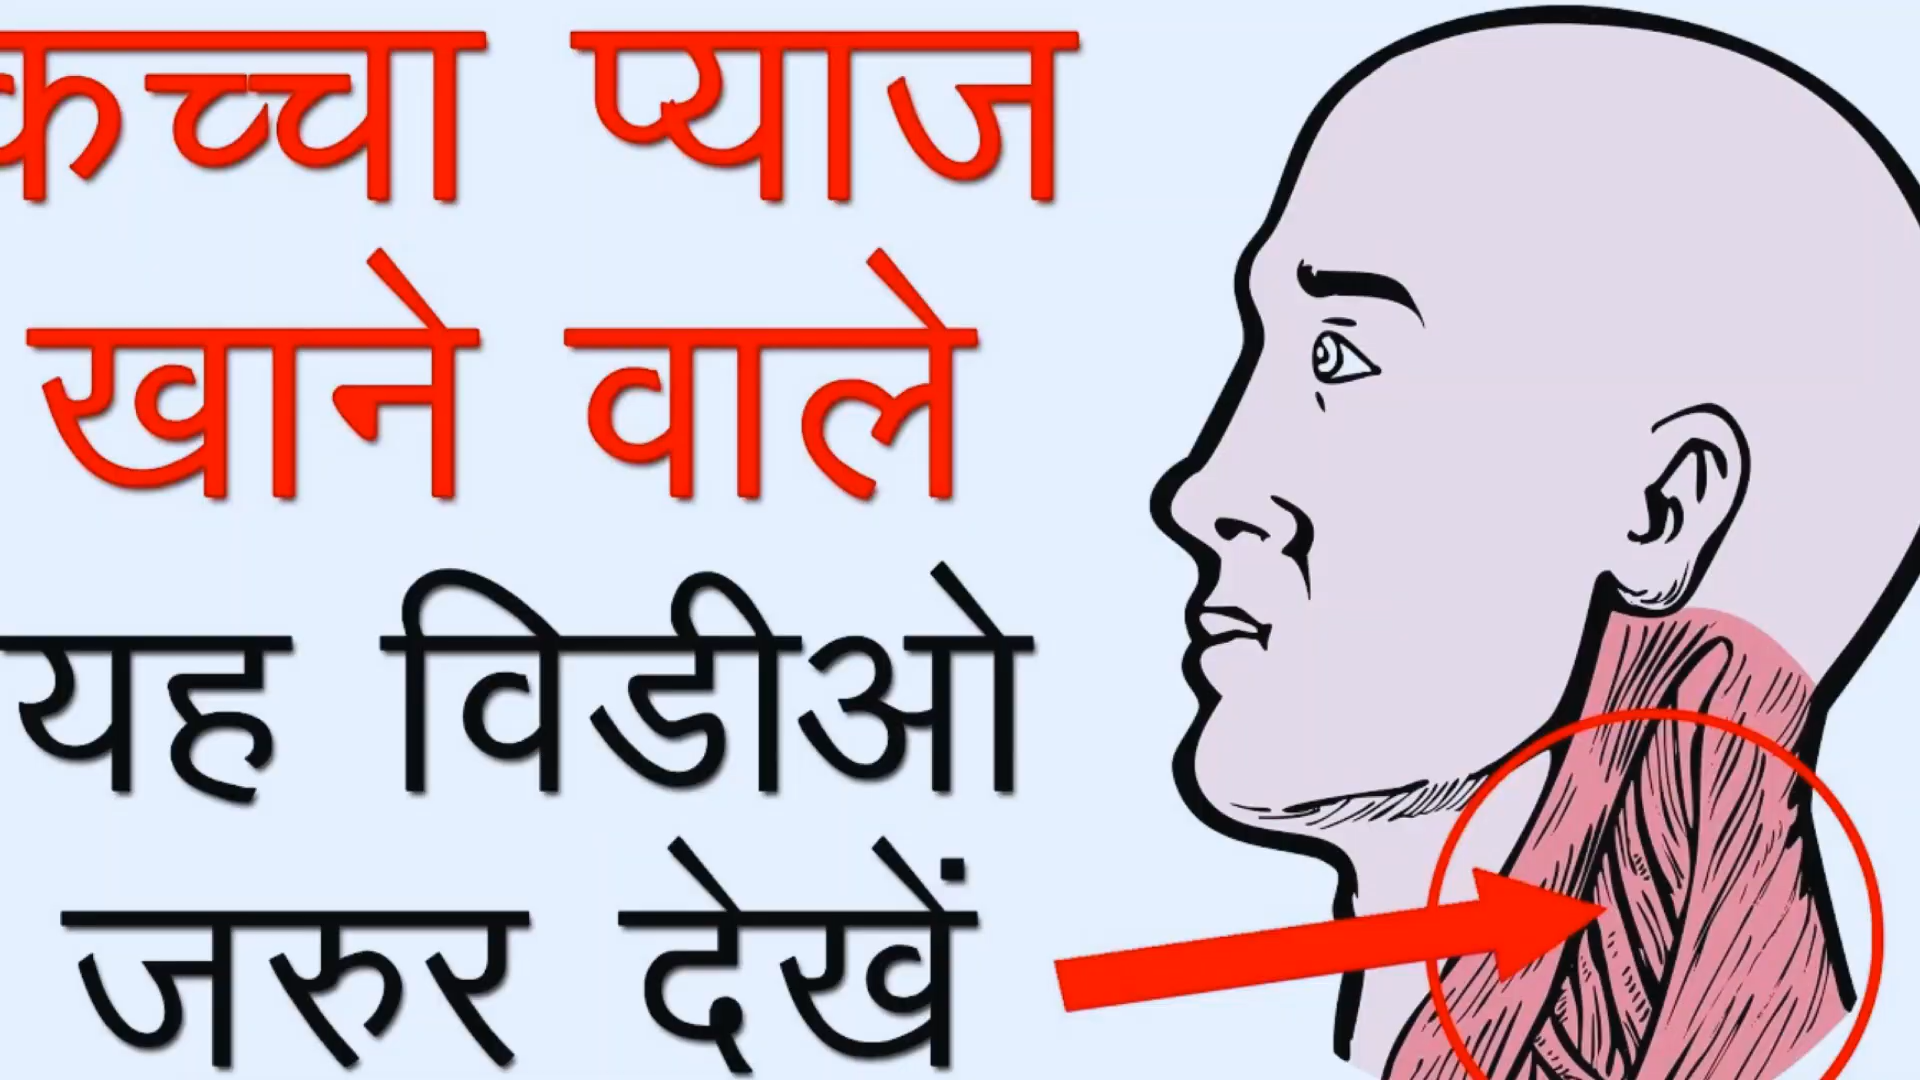 कच्चा प्याज
खाने वाले
यह विडीओ
जरुर देखें